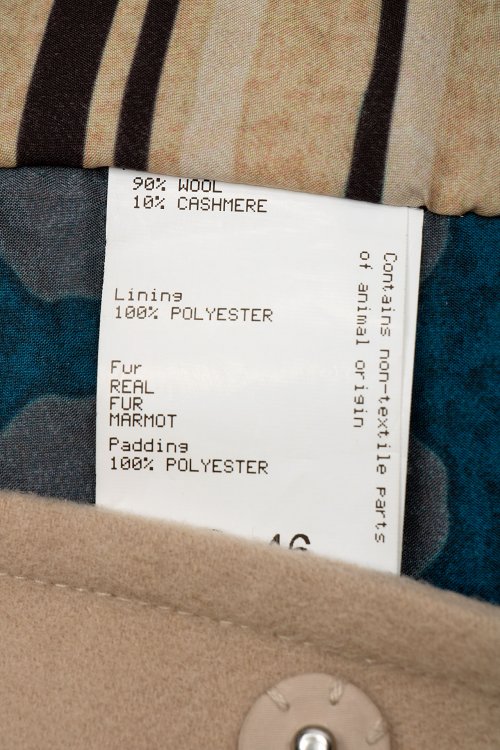 90% WOOL
10% CASHMERE
Lining
100% POLYESTER
Fur
REAL
FUR
MARMOT
Padding
100% POLYESTER
Contains non-textile parts
of animal origin
46